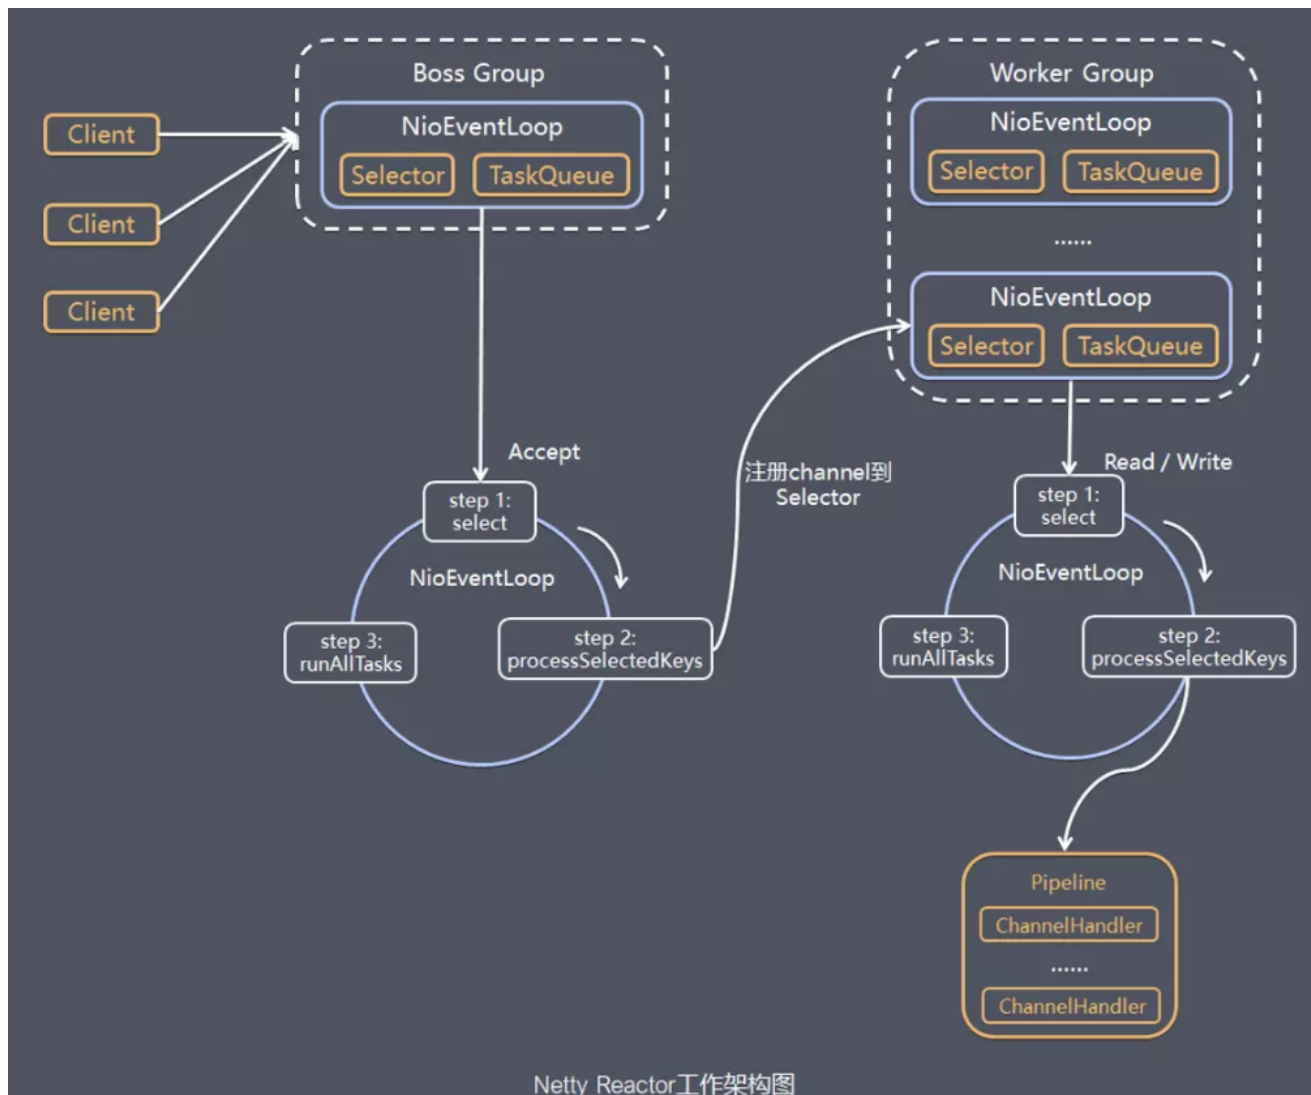 Boss Group
NioEventLoop
Selector
TaskQueue
Client
Client
Client
Worker Group
NioEventLoop
Selector
TaskQueue
......
NioEventLoop
Selector
TaskQueue
Accept
step 1:
select
NioEventLoop
step 2:
processSelectedKeys
step 3:
runAllTasks
注册channel到
Selector
Read / Write
step 1:
select
NioEventLoop
step 2:
processSelectedKeys
step 3:
runAllTasks
Pipeline
ChannelHandler
......
ChannelHandler
Netty Reactor工作架构图